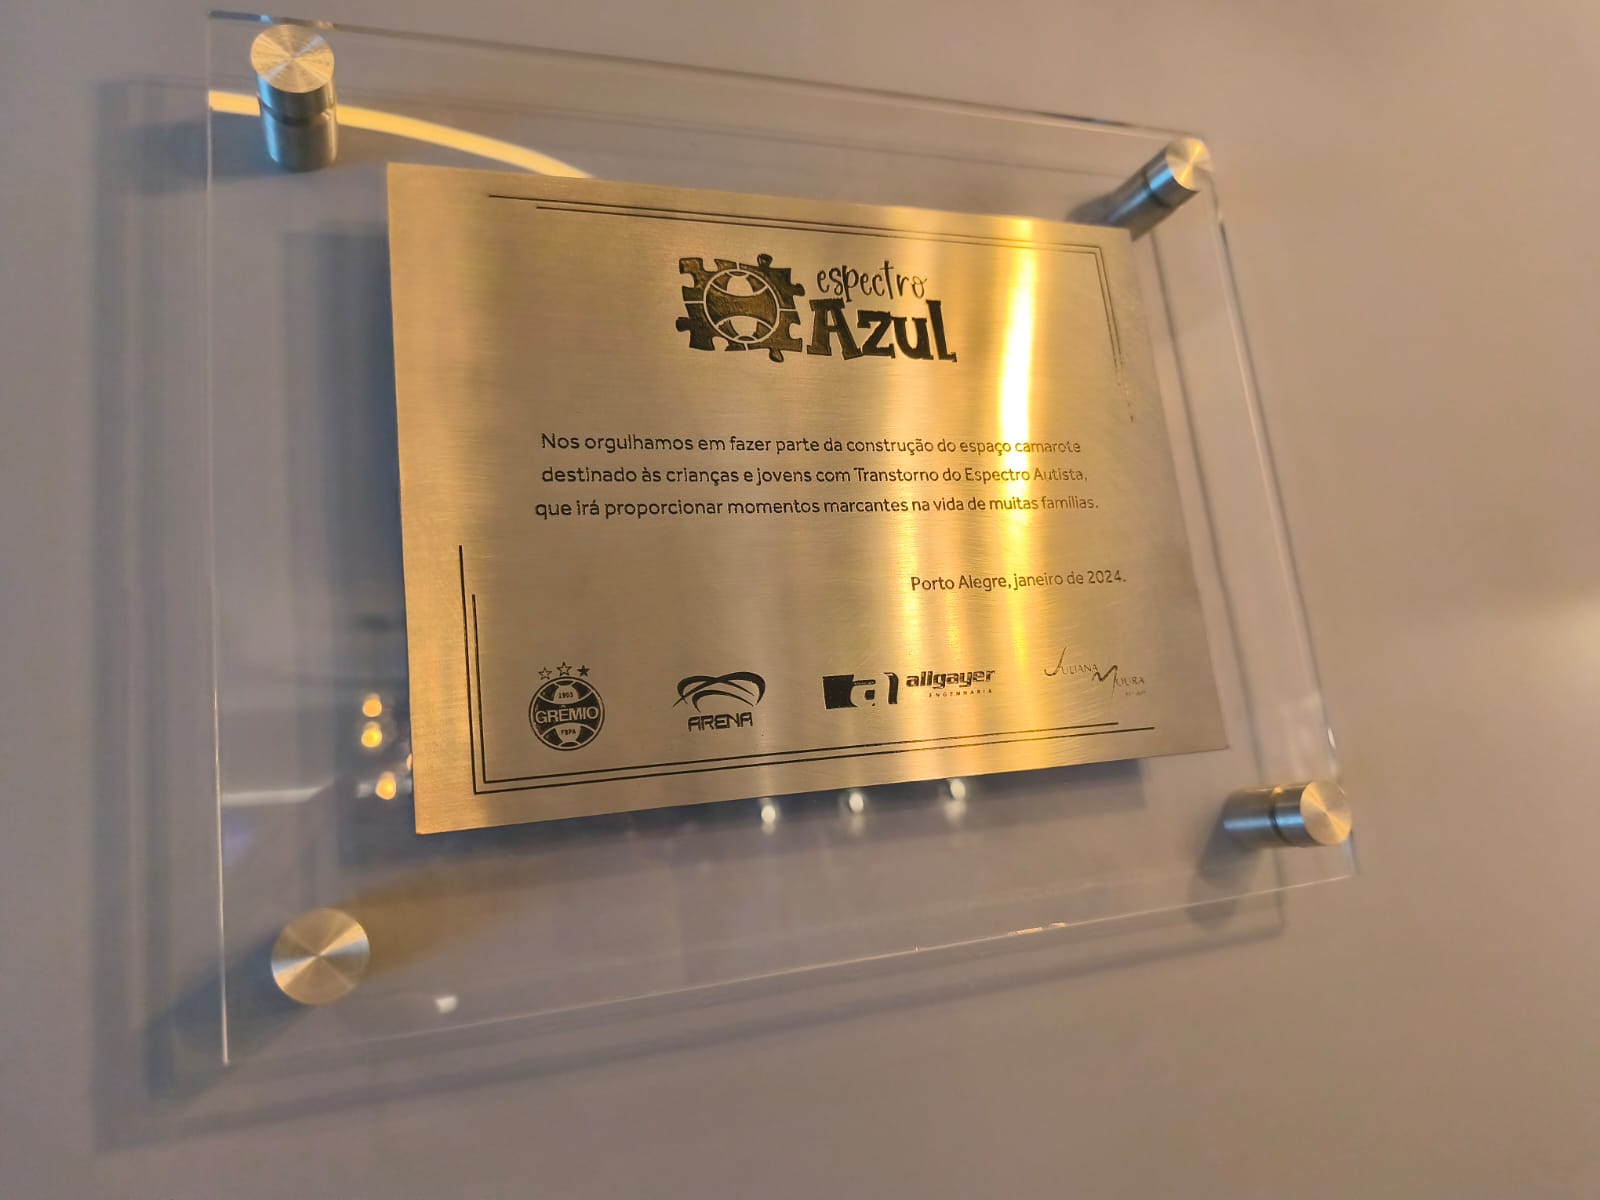 espectro
Azul
Nos orgulhamos em fazer parte da construção do espaço camarote
destinado às crianças e jovens com Transtorno do Espectro Autista,
que irá proporcionar momentos marcantes na vida de muitas famílias.
Porto Alegre, janeiro de 2024.
1903
GRÊMIO
FBPA
ARENA
a
allgayer
ENGENHARIA
JULIANA
MOURA